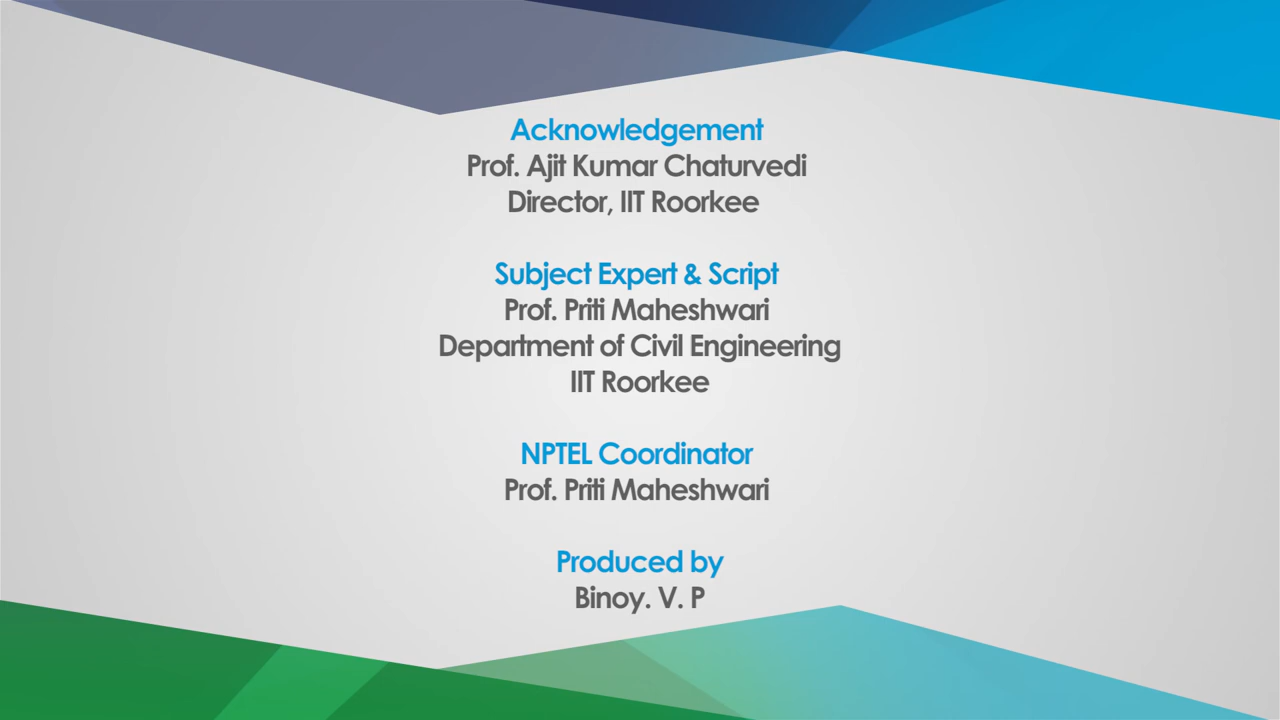 Acknowledgement
Prof. Ajit Kumar Chaturvedi
Director, IIT Roorkee
Subject Expert & Script
Prof. Priti Maheshwari
Department of Civil Engineering
IIT Roorkee
NPTEL Coordinator
Prof. Priti Maheshwari
Produced by
Binoy. V. P